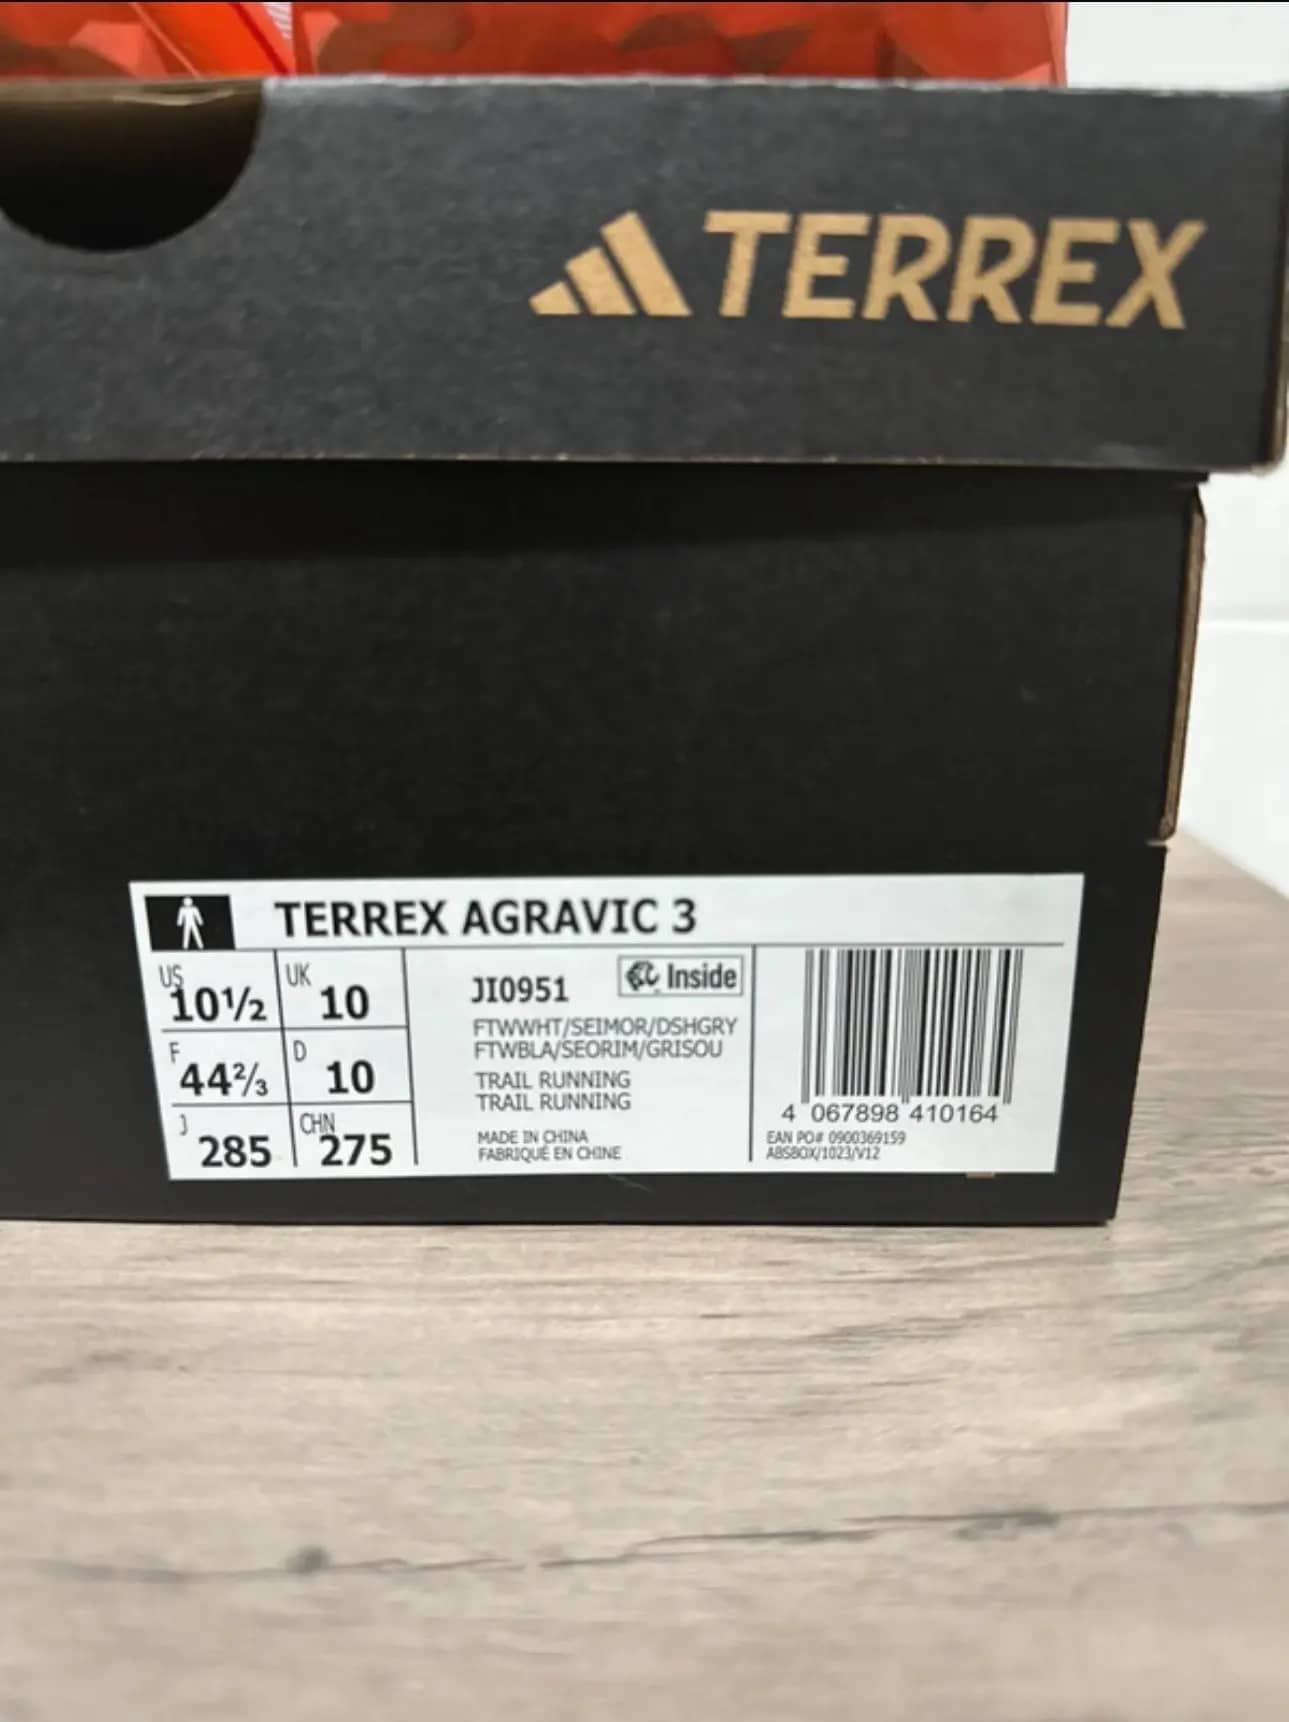 TERREX
TERREX AGRAVIC 3
US 10½ UK 10
F 44⅔ D 10
J 285 CHN 275
JI0951 Inside
FTWWHT/SEIMOR/DSHGRY
FTWBLA/SEORIM/GRISOU
TRAIL RUNNING
TRAIL RUNNING
MADE IN CHINA
FABRIQUÉ EN CHINE
4 067898 410164
EAN PO# 0900369159
ABSBOX/1023/V12